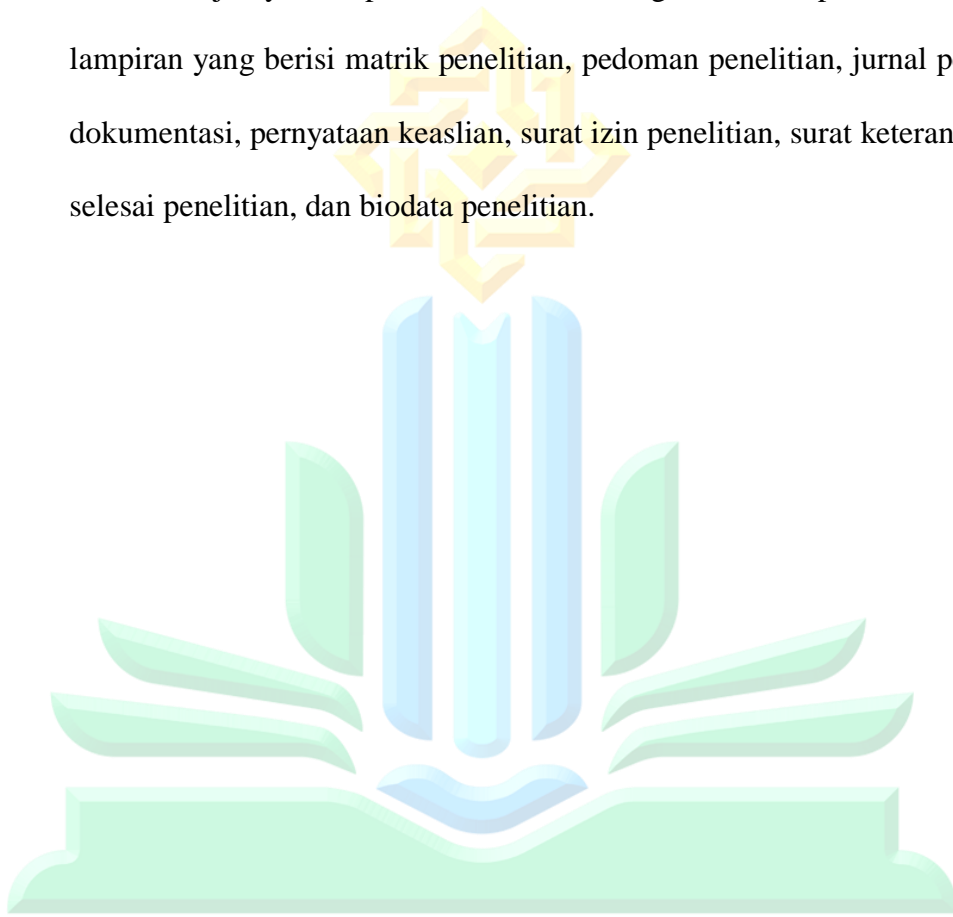 lampiran yang berisi matrik penelitian, pedoman penelitian, jurnal
dokumentasi, pernyataan keaslian, surat izin penelitian, surat
selesai penelitian, dan biodata penelitian.